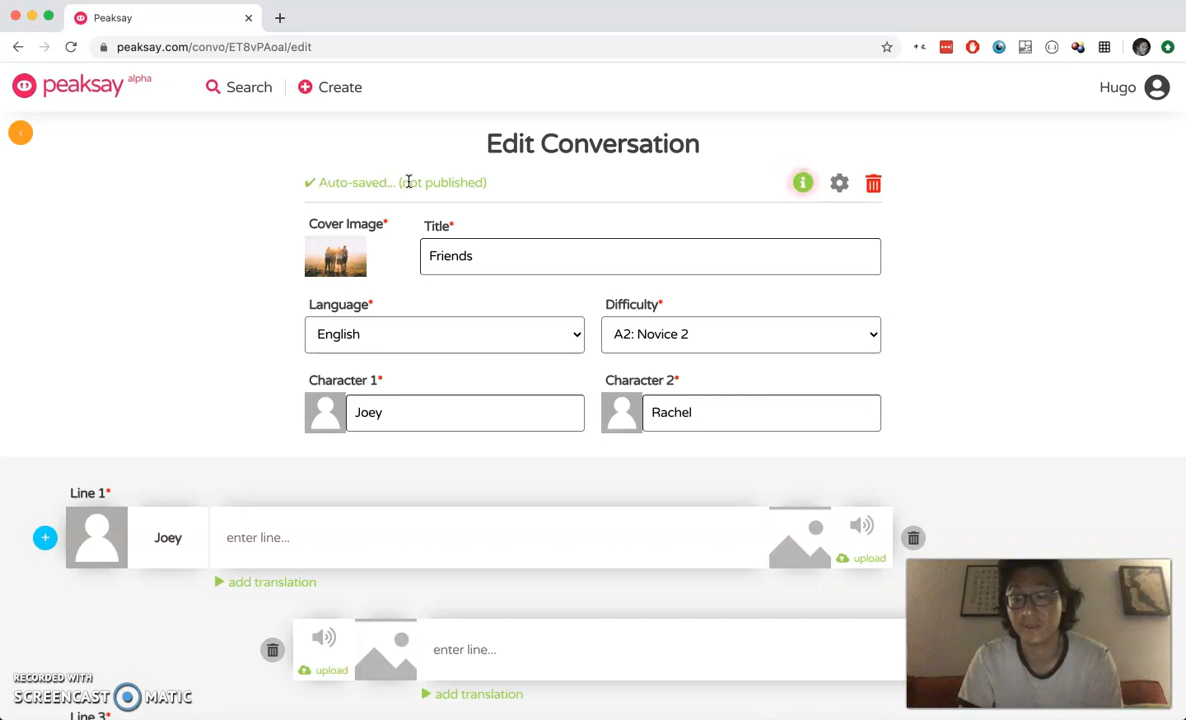 Peaksay
peaksay.com/convo/ET8vPAoal/edit
peaksay alpha
Search
Create
Hugo
Edit Conversation
✔ Auto-saved... (not published)
Cover Image*
Title*
Friends
Language*
Difficulty*
English
A2: Novice 2
Character 1*
Character 2*
Joey
Rachel
Line 1*
Joey
enter line...
upload
add translation
enter line...
upload
add translation
RECORDED WITH
SCREENCAST MATIC
Line 3*